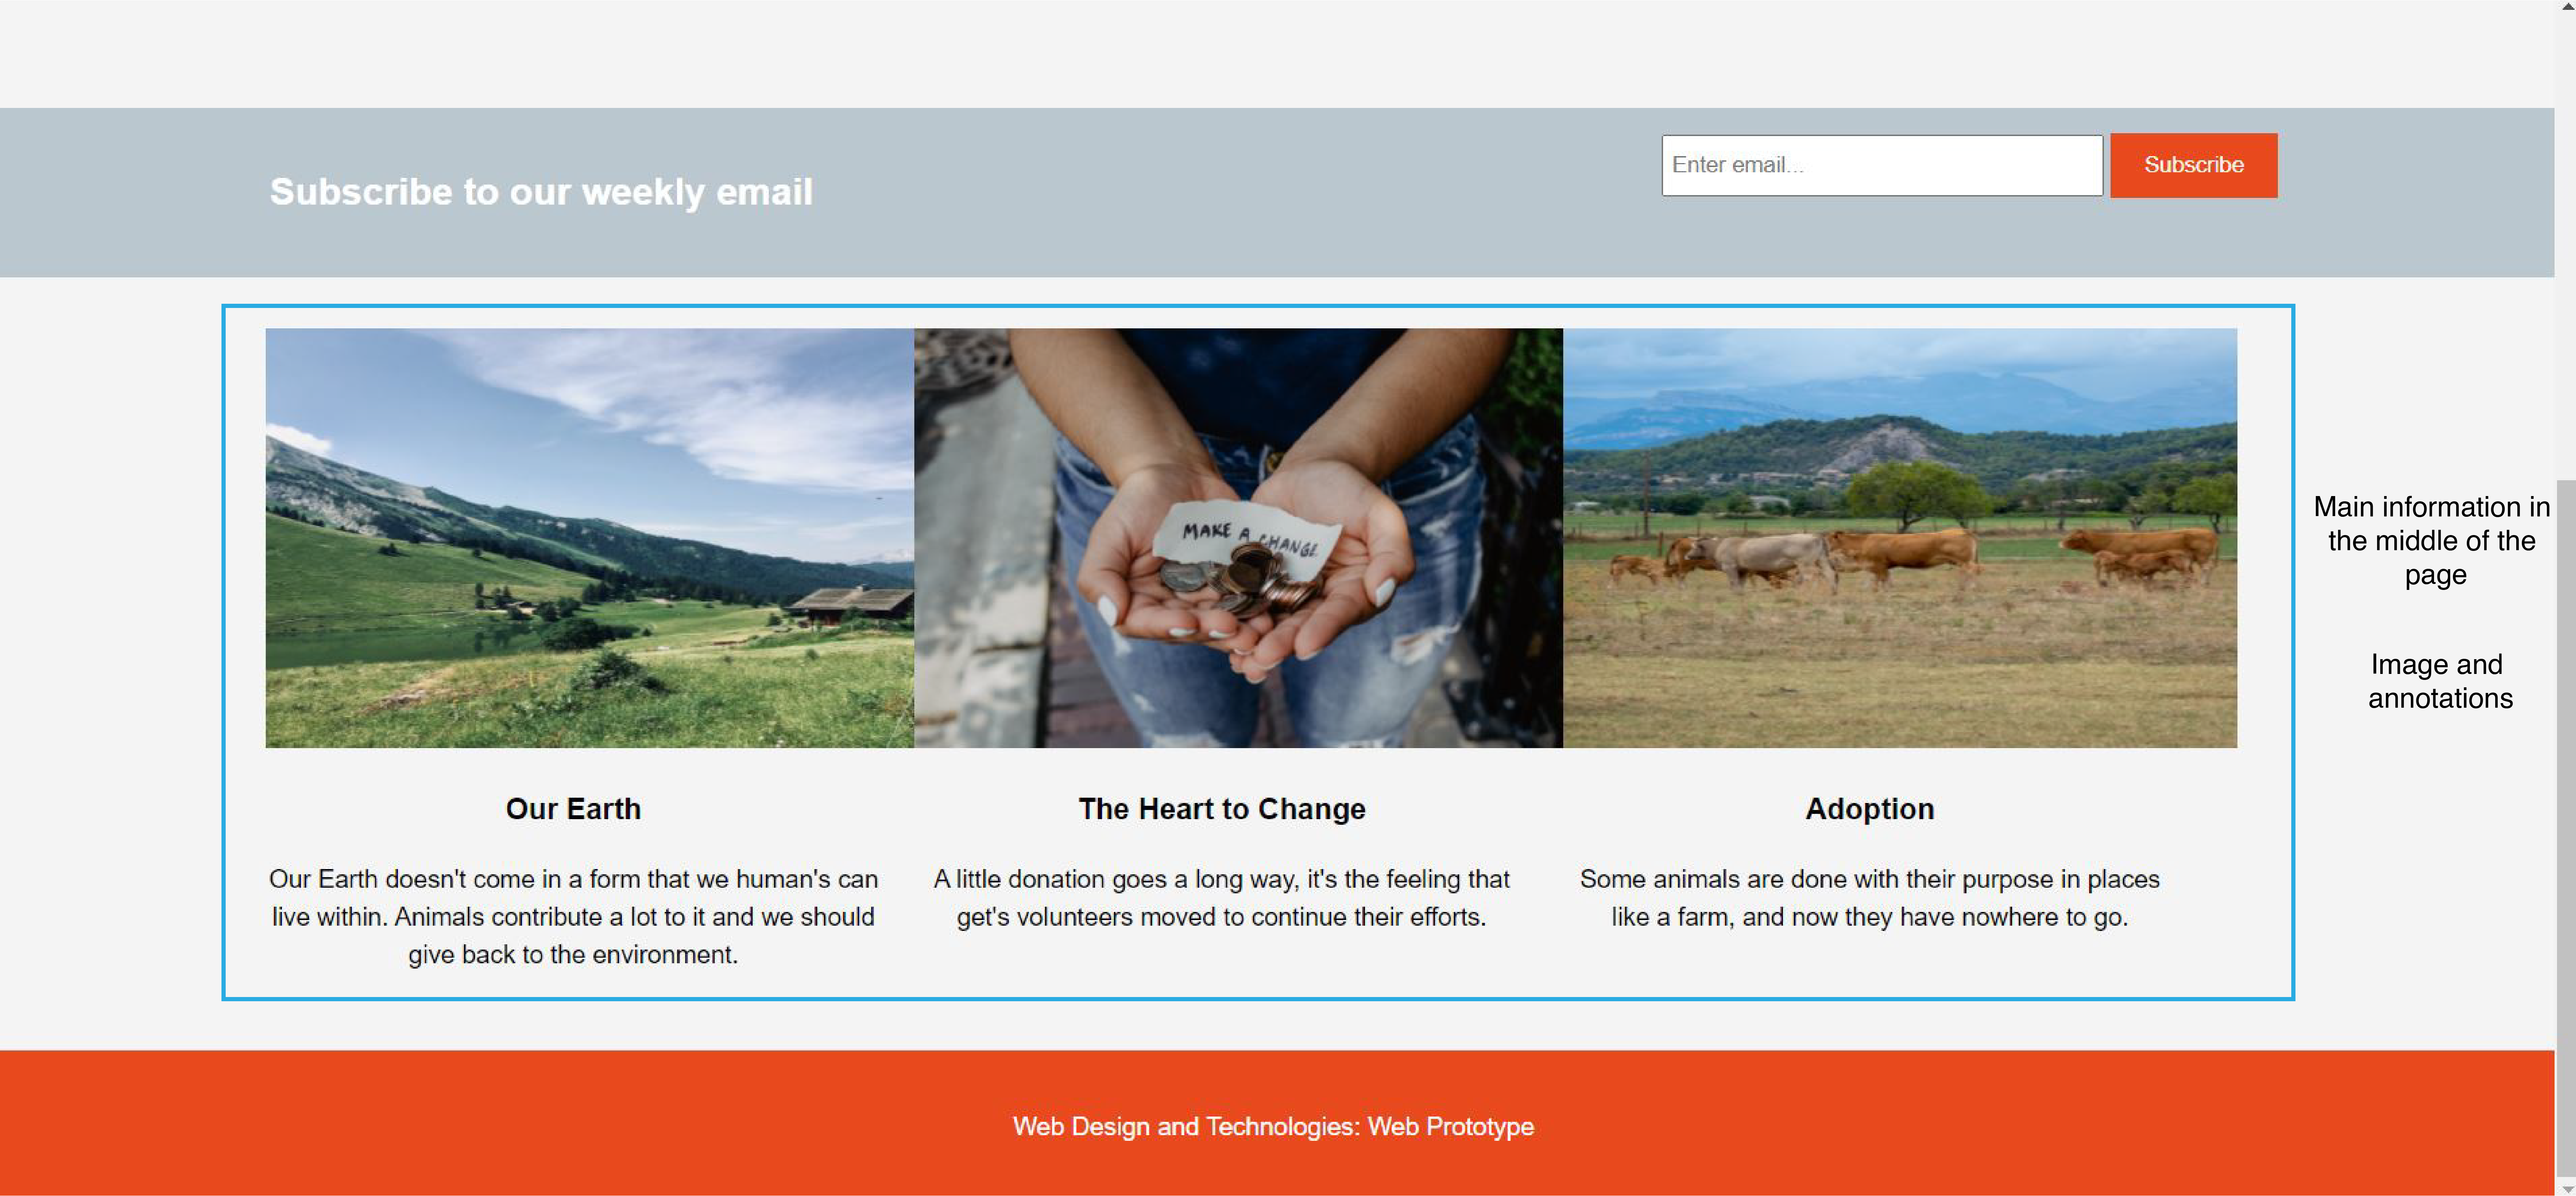 Subscribe to our weekly email
Enter email...
Subscribe
MAKE A CHANGE
Main information in
the middle of the
page
Image and
annotations
Our Earth
Our Earth doesn't come in a form that we human's can
live within. Animals contribute a lot to it and we should
give back to the environment.
The Heart to Change
A little donation goes a long way, it's the feeling that
get's volunteers moved to continue their efforts.
Adoption
Some animals are done with their purpose in places
like a farm, and now they have nowhere to go.
Web Design and Technologies: Web Prototype